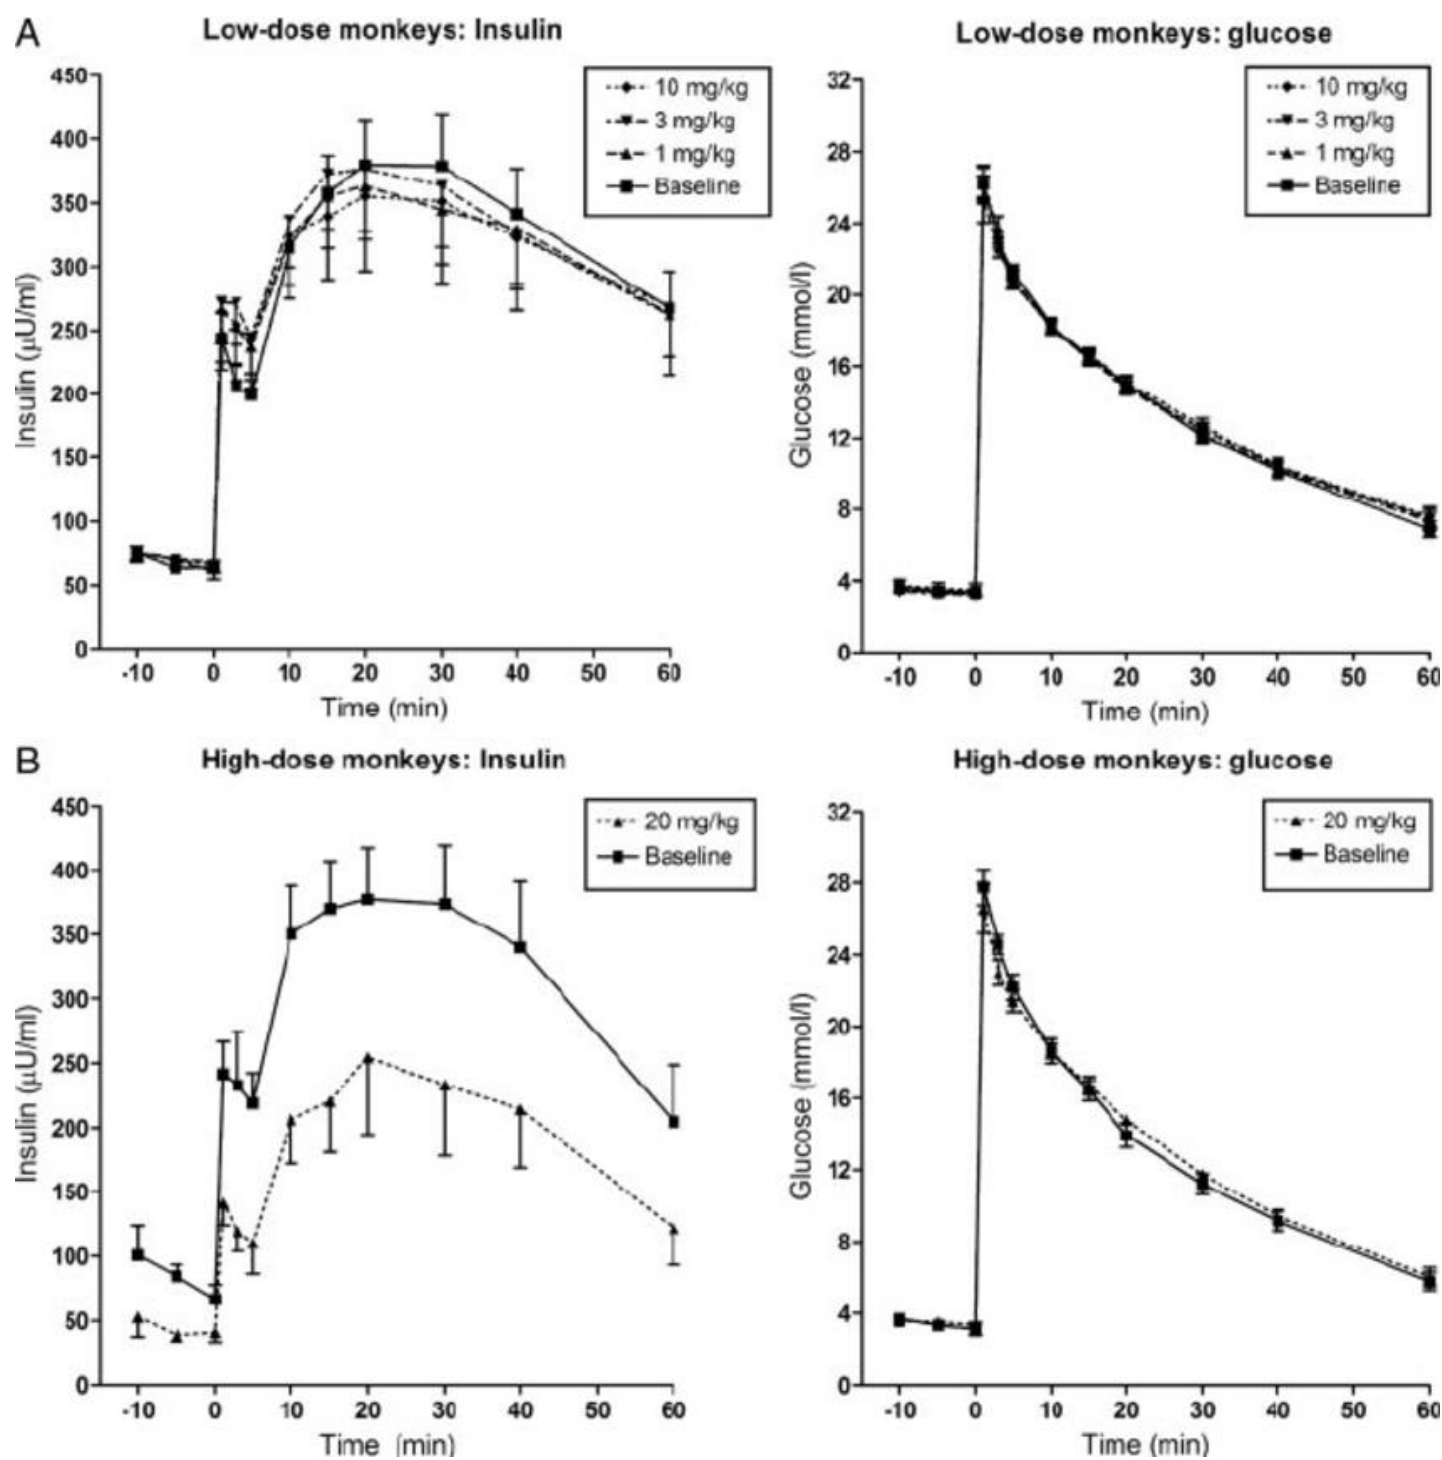 A
Low-dose monkeys: Insulin
450
400
350
300
250
200
150
100
50
0
Insulin (µU/ml)
10 mg/kg
3 mg/kg
1 mg/kg
Baseline
-10 0 10 20 30 40 50 60
Time (min)
Low-dose monkeys: glucose
32
28
24
20
16
12
8
4
0
Glucose (mmol/l)
10 mg/kg
3 mg/kg
1 mg/kg
Baseline
-10 0 10 20 30 40 50 60
Time (min)
B
High-dose monkeys: Insulin
450
400
350
300
250
200
150
100
50
0
Insulin (µU/ml)
20 mg/kg
Baseline
-10 0 10 20 30 40 50 60
Time (min)
High-dose monkeys: glucose
32
28
24
20
16
12
8
4
0
Glucose (mmol/l)
20 mg/kg
Baseline
-10 0 10 20 30 40 50 60
Time (min)